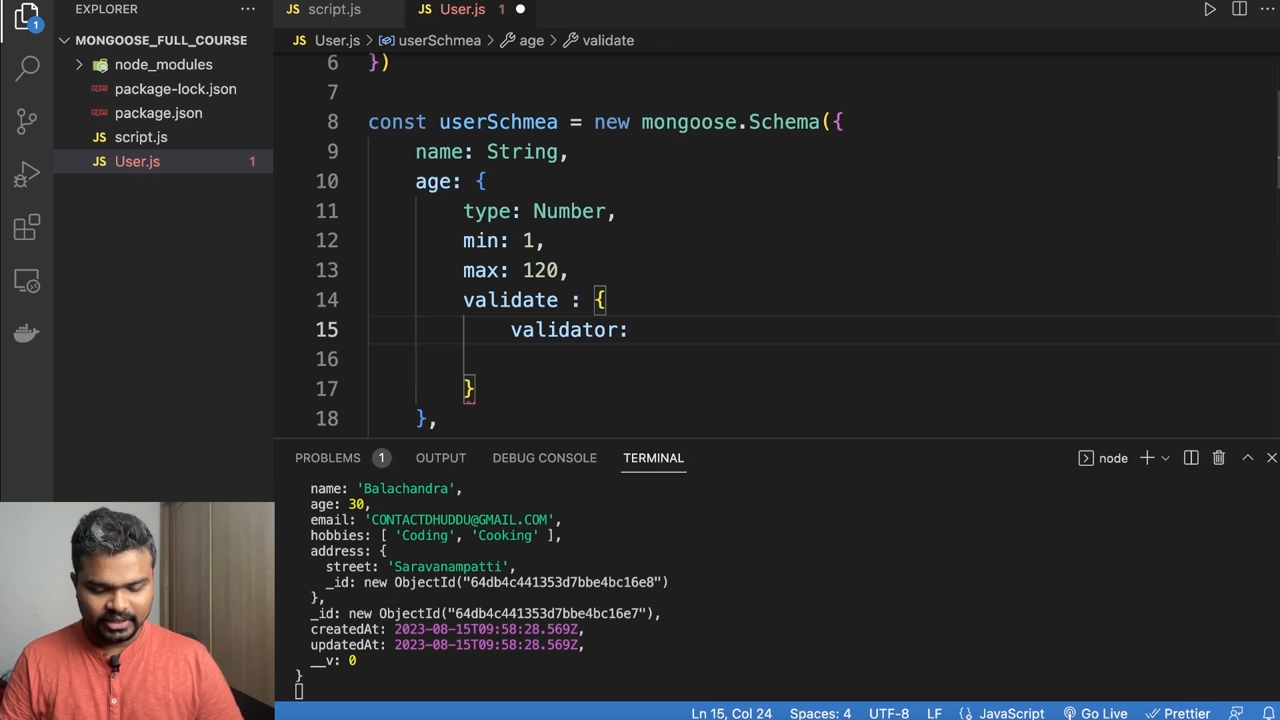 EXPLORER
MONGOOSE_FULL_COURSE
node_modules
package-lock.json
package.json
script.js
User.js 1
1
script.js User.js 1
User.js userSchmea age validate
6 })
7
8 const userSchmea = new mongoose.Schema({
9 name: String,
10 age: {
11 type: Number,
12 min: 1,
13 max: 120,
14 validate : {
15 validator:
16
17 }
18 },
PROBLEMS 1 OUTPUT DEBUG CONSOLE TERMINAL node
name: 'Balachandra',
age: 30,
email: 'CONTACTDHUDDU@GMAIL.COM',
hobbies: [ 'Coding', 'Cooking' ],
address: {
street: 'Saravanampatti',
_id: new ObjectId("64db4c441353d7bbe4bc16e8")
},
_id: new ObjectId("64db4c441353d7bbe4bc16e7"),
createdAt: 2023-08-15T09:58:28.569Z,
updatedAt: 2023-08-15T09:58:28.569Z,
__v: 0
}
Ln 15, Col 24 Spaces: 4 UTF-8 LF {} JavaScript Go Live Prettier